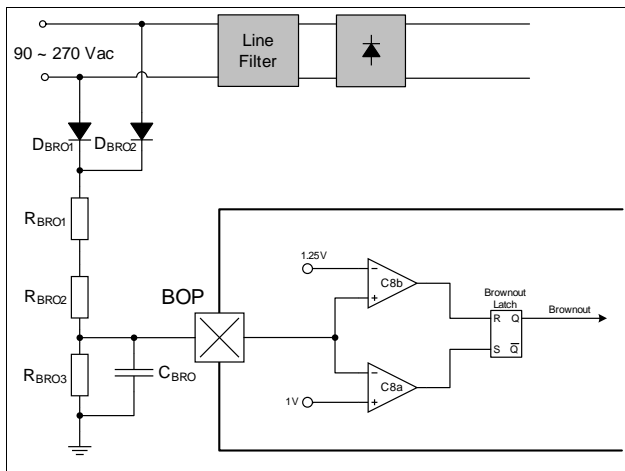 Line
Filter
90 ~ 270 Vac
DBRO1
DBRO2
RBRO1
1.25V
−
C8b
+
RBRO2
BOP
Brownout
Latch
R Q
Brownout
S Q̅
RBRO3
CBRO
−
C8a
1V
+